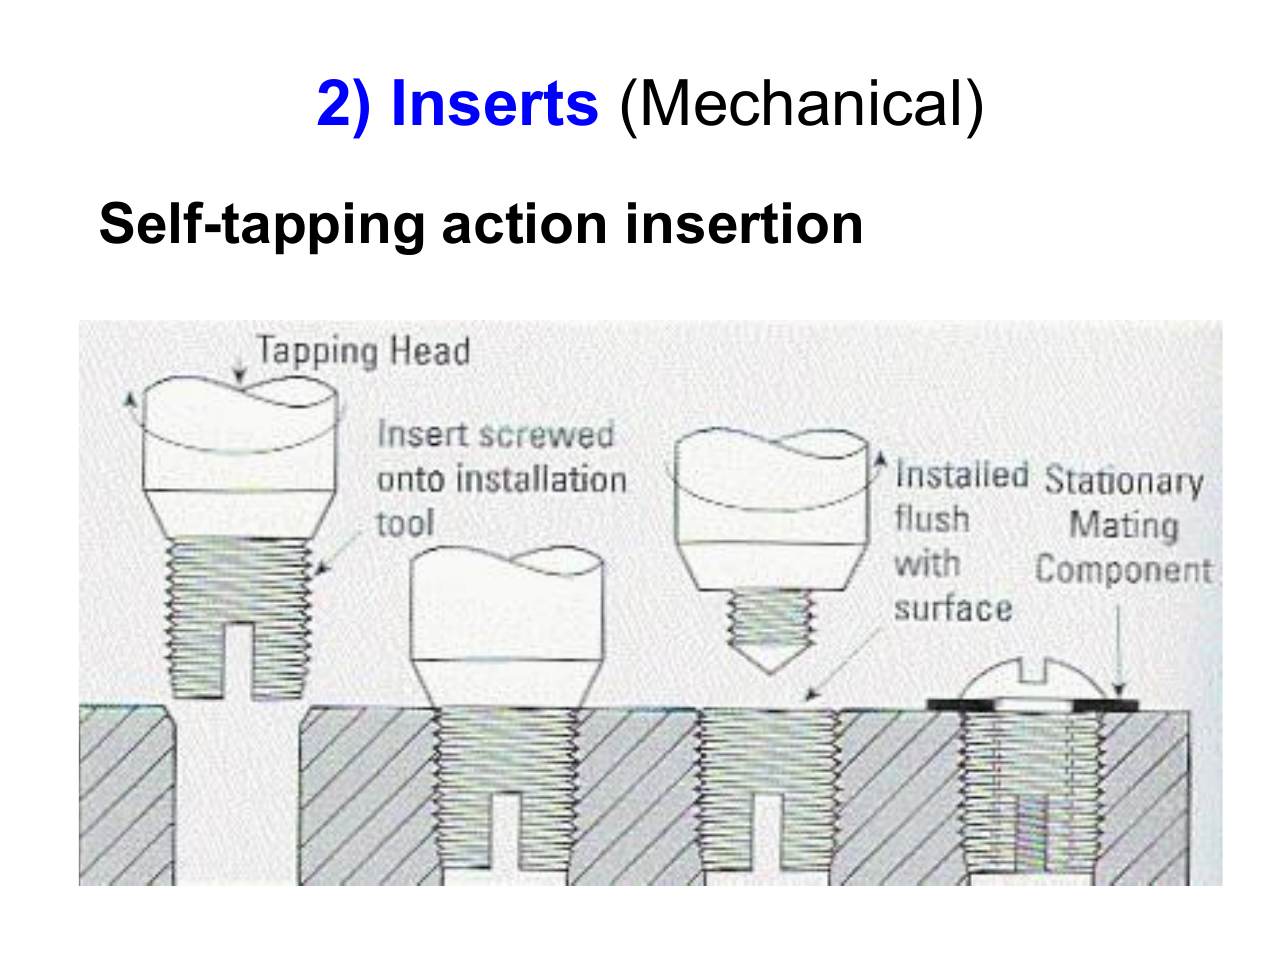 2) Inserts (Mechanical)
Self-tapping action insertion
Tapping Head
Insert screwed
onto installation
tool
Installed
flush
with
surface
Stationary
Mating
Component